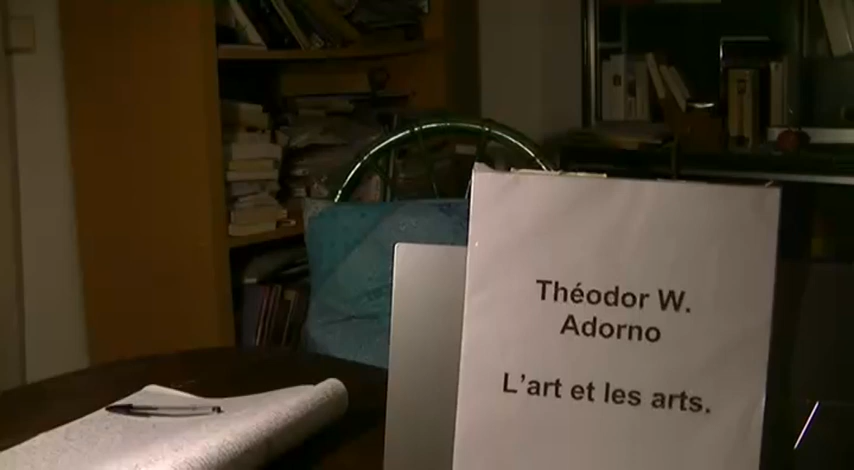 Théodor W.
Adorno
L’art et les arts.